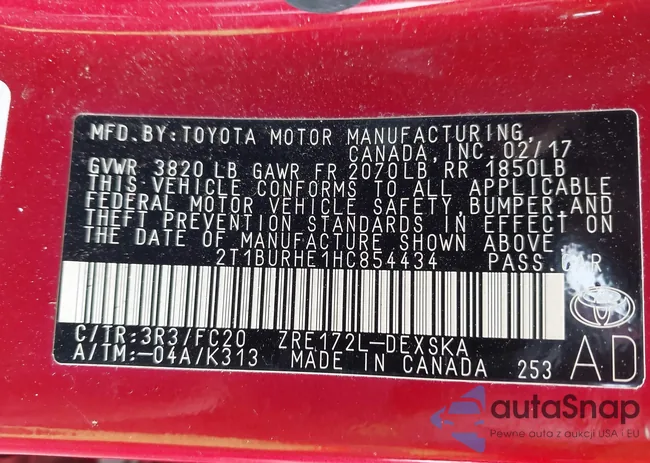 MFD. BY: TOYOTA MOTOR MANUFACTURING,
CANADA, INC. 02/17
GVWR 3820 LB GAWR FR 2070LB RR 1850LB
THIS VEHICLE CONFORMS TO ALL APPLICABLE
FEDERAL MOTOR VEHICLE SAFETY, BUMPER AND
THEFT PREVENTION STANDARDS IN EFFECT ON
THE DATE OF MANUFACTURE SHOWN ABOVE.
2T1BURHE1HC854434 PASS CAR
C/TR: 3R3/FC20 ZRE172L-DEXSKA
A/TM: -04A/K313 MADE IN CANADA 253 AD
autaSnap
Pewne auta z aukcji USA i EU